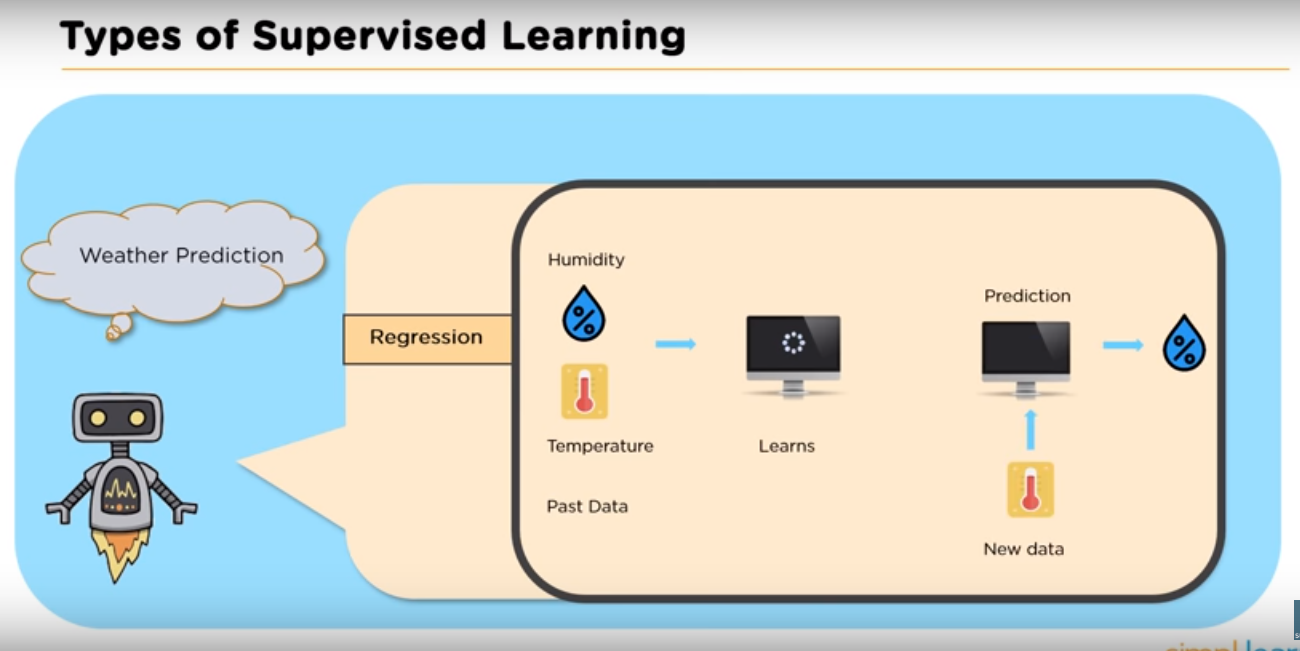 Types of Supervised Learning
Weather Prediction
Regression
Humidity
%
Temperature
Past Data
Learns
Prediction
%
New data